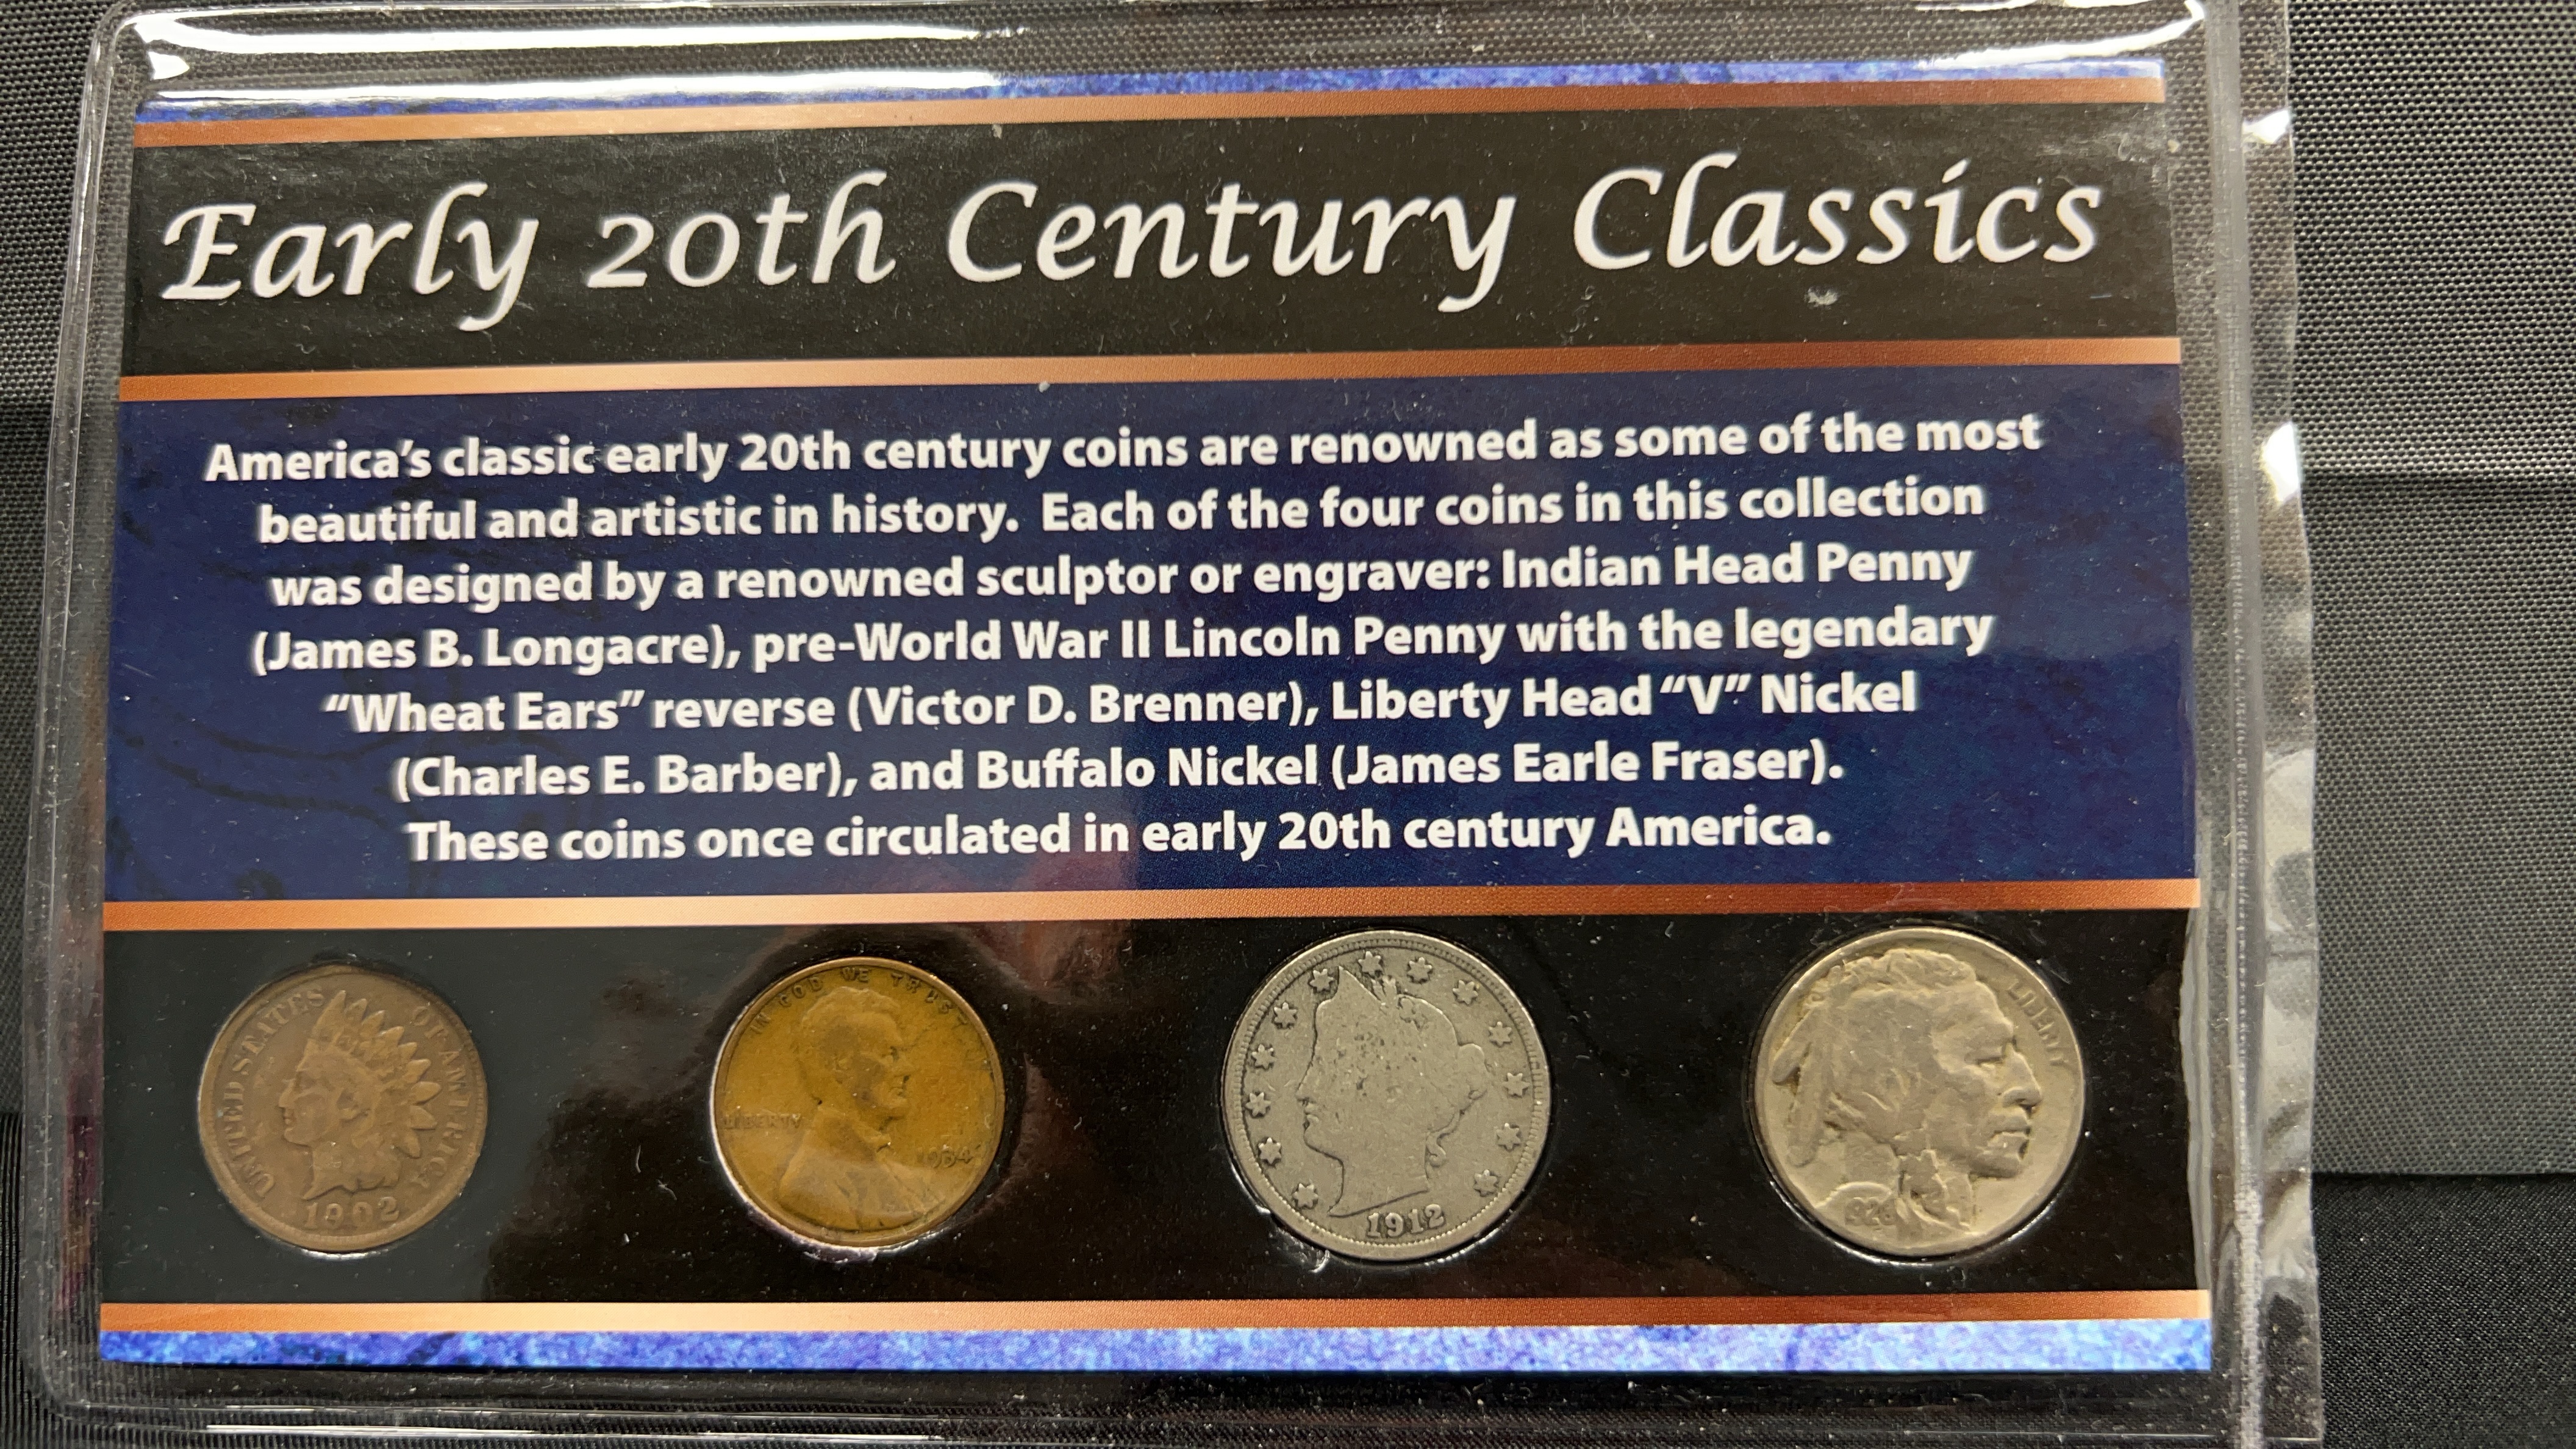 Early 20th Century Classics
America's classic early 20th century coins are renowned as some of the most
beautiful and artistic in history. Each of the four coins in this collection
was designed by a renowned sculptor or engraver: Indian Head Penny
(James B. Longacre), pre-World War II Lincoln Penny with the legendary
"Wheat Ears" reverse (Victor D. Brenner), Liberty Head "V" Nickel
(Charles E. Barber), and Buffalo Nickel (James Earle Fraser).
These coins once circulated in early 20th century America.
UNITED STATES OF AMERICA
1902
IN GOD WE TRUST
LIBERTY
1934
1912
LIBERTY